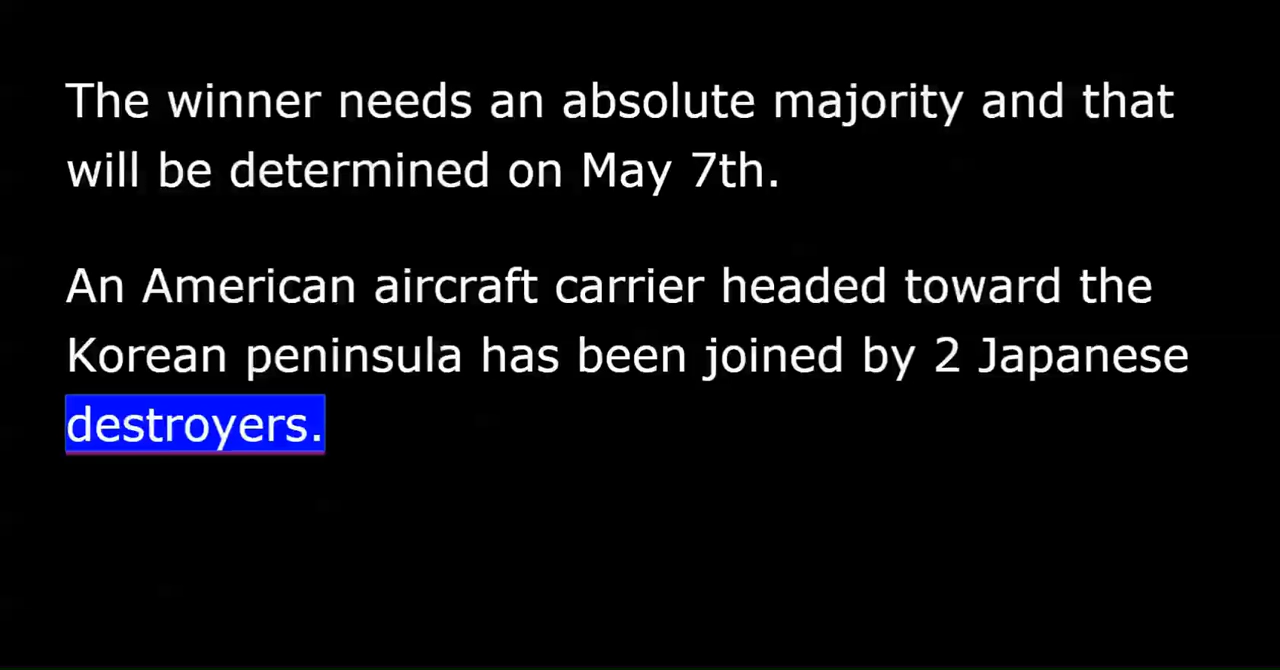 The winner needs an absolute majority and that
will be determined on May 7th.
An American aircraft carrier headed toward the
Korean peninsula has been joined by 2 Japanese
destroyers.